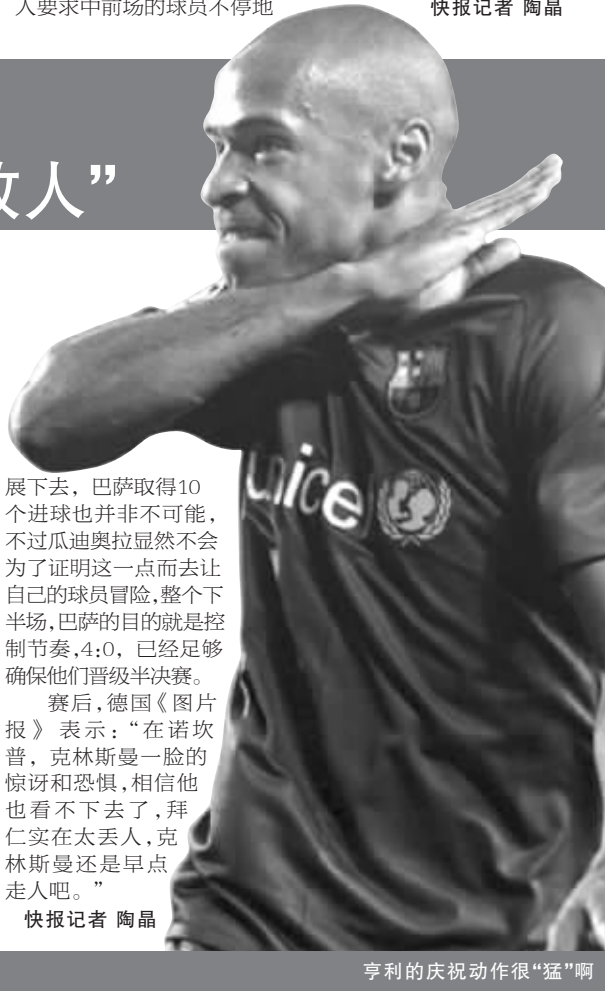 人要求中前场的球员不停地
快报记者 陶晶
敌人”
展下去，巴萨取得10
个进球也并非不可能，
不过瓜迪奥拉显然不会
为了证明这一点而去让
自己的球员冒险，整个下
半场，巴萨的目的就是控
制节奏，4:0，已经足够
确保他们晋级半决赛。
赛后，德国《图片
报》表示：“在诺坎
普，克林斯曼一脸的
惊讶和恐惧，相信他
也看不下去了，拜
仁实在太丢人，克
林斯曼还是早点
走人吧。”
快报记者 陶晶
unice
亨利的庆祝动作很“猛”啊